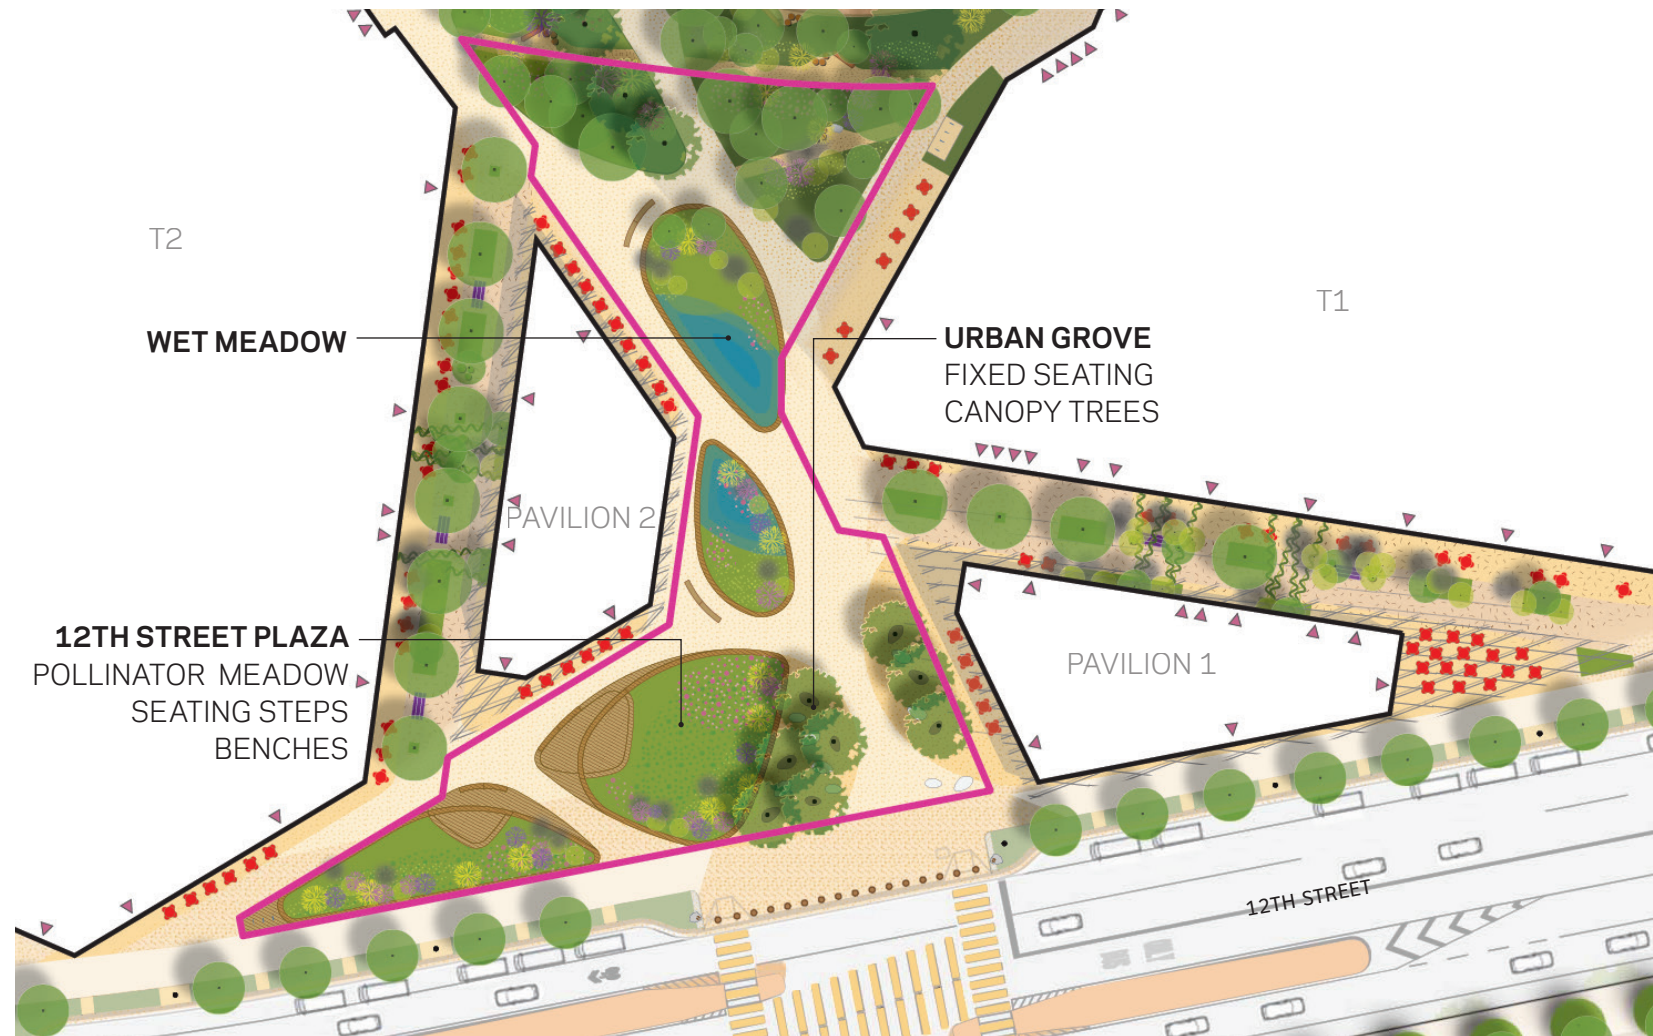 T2
T1
WET MEADOW
URBAN GROVE
FIXED SEATING
CANOPY TREES
PAVILION 2
12TH STREET PLAZA
POLLINATOR MEADOW
SEATING STEPS
BENCHES
PAVILION 1
12TH STREET